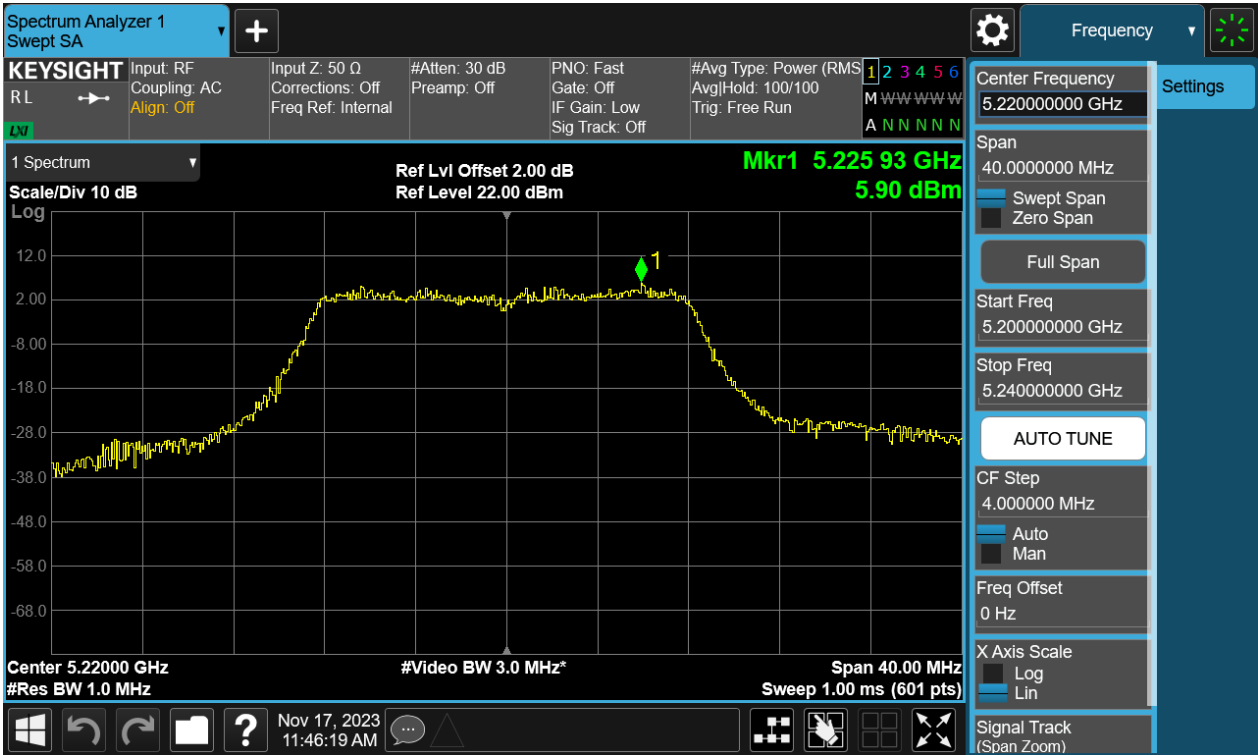 Spectrum Analyzer 1
Swept SA
Frequency
KEYSIGHT
R L
LXI
Input: RF
Coupling: AC
Align: Off
Input Z: 50 Ω
Corrections: Off
Freq Ref: Internal
#Atten: 30 dB
Preamp: Off
PNO: Fast
Gate: Off
IF Gain: Low
Sig Track: Off
#Avg Type: Power (RMS
Avg|Hold: 100/100
Trig: Free Run
1 2 3 4 5 6
M W W W W W
A N N N N N
1 Spectrum
Scale/Div 10 dB
Ref Lvl Offset 2.00 dB
Ref Level 22.00 dBm
Mkr1 5.225 93 GHz
5.90 dBm
Log
1
12.0
2.00
-8.00
-18.0
-28.0
-38.0
-48.0
-58.0
-68.0
Center 5.22000 GHz
#Res BW 1.0 MHz
#Video BW 3.0 MHz*
Span 40.00 MHz
Sweep 1.00 ms (601 pts)
Center Frequency
5.220000000 GHz
Span
40.0000000 MHz
Swept Span
Zero Span
Full Span
Start Freq
5.200000000 GHz
Stop Freq
5.240000000 GHz
AUTO TUNE
CF Step
4.000000 MHz
Auto
Man
Freq Offset
0 Hz
X Axis Scale
Log
Lin
Signal Track
(Span Zoom)
Settings
?
Nov 17, 2023
11:46:19 AM